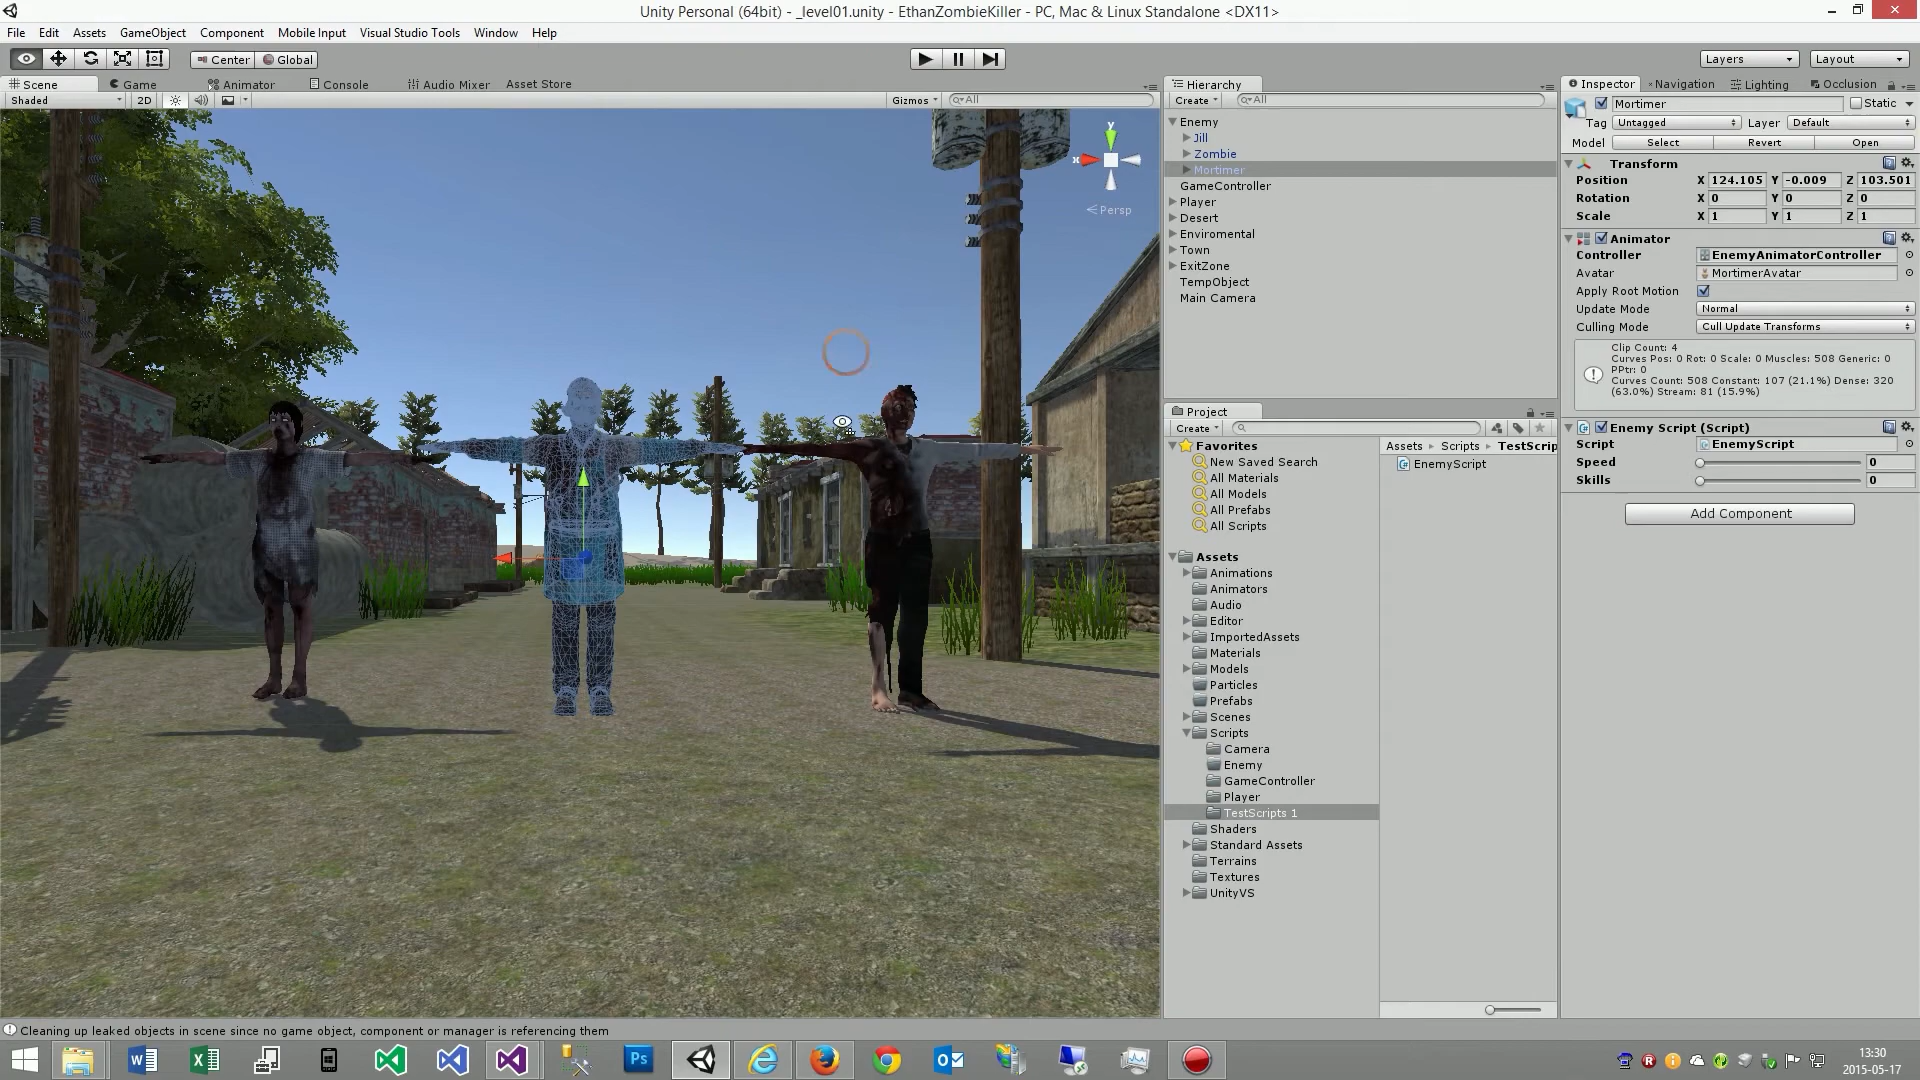 Unity Personal (64bit) - _level01.unity - EthanZombieKiller - PC, Mac & Linux Standalone <DX11>
File Edit Assets GameObject Component Mobile Input Visual Studio Tools Window Help
Center Global
Layers Layout
Scene Game Animator Console Audio Mixer Asset Store
Shaded 2D Gizmos All
y
x
Persp
Hierarchy
Create All
Enemy
Jill
Zombie
Mortimer
GameController
Player
Desert
Enviromental
Town
ExitZone
TempObject
Main Camera
Project
Create
Favorites
New Saved Search
All Materials
All Models
All Prefabs
All Scripts
Assets
Animations
Animators
Audio
Editor
ImportedAssets
Materials
Models
Particles
Prefabs
Scenes
Scripts
Camera
Enemy
GameController
Player
TestScripts 1
Shaders
Standard Assets
Terrains
Textures
UnityVS
Assets Scripts TestScrip
EnemyScript
Inspector Navigation Lighting Occlusion
Mortimer Static
Tag Untagged Layer Default
Model Select Revert Open
Transform
Position X 124.105 Y -0.009 Z 103.501
Rotation X 0 Y 0 Z 0
Scale X 1 Y 1 Z 1
Animator
Controller EnemyAnimatorController
Avatar MortimerAvatar
Apply Root Motion
Update Mode Normal
Culling Mode Cull Update Transforms
Clip Count: 4
Curves Pos: 0 Rot: 0 Scale: 0 Muscles: 508 Generic: 0
PPtr: 0
Curves Count: 508 Constant: 107 (21.1%) Dense: 320
(63.0%) Stream: 81 (15.9%)
Enemy Script (Script)
Script EnemyScript
Speed 0
Skills 0
Add Component
Cleaning up leaked objects in scene since no game object, component or manager is referencing them
Ps
13:30
2015-05-17